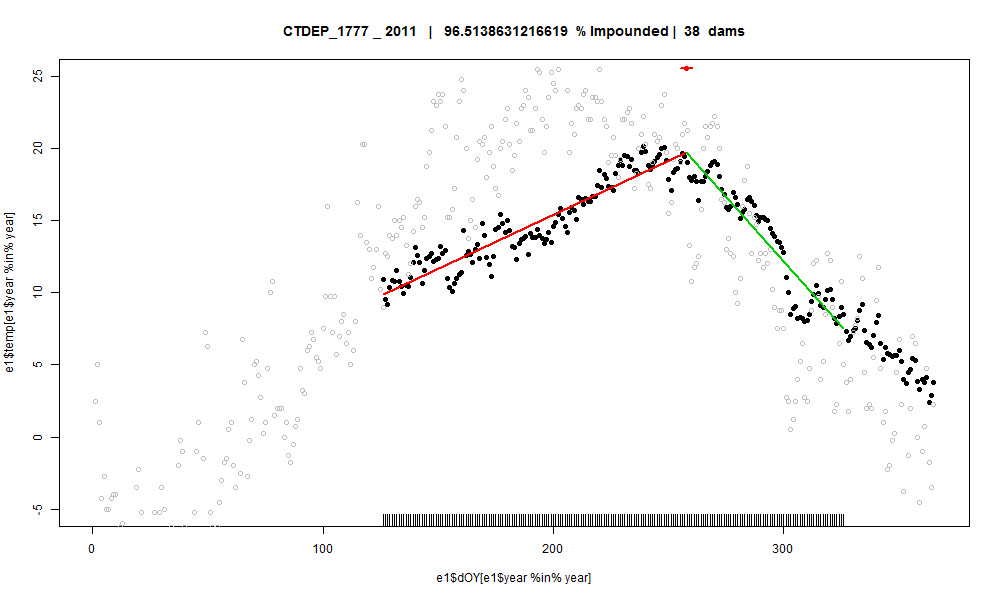 CTDEP_1777 _ 2011 | 96.5138631216619 % Impounded | 38 dams
e1$temp[e1$year %in% year]
25
20
15
10
5
0
-5
0 100 200 300
e1$dOY[e1$year %in% year]